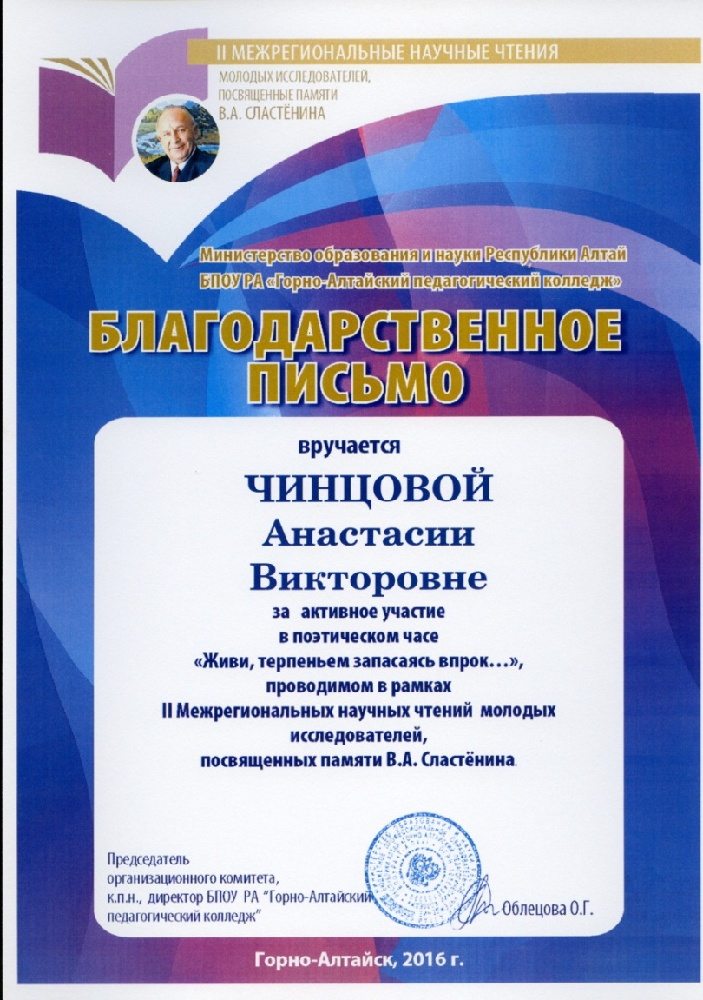 II МЕЖРЕГИОНАЛЬНЫЕ НАУЧНЫЕ ЧТЕНИЯ
МОЛОДЫХ ИССЛЕДОВАТЕЛЕЙ,
ПОСВЯЩЕННЫЕ ПАМЯТИ
В.А. СЛАСТЁНИНА
Министерство образования и науки Республики Алтай
БПОУ РА «Горно-Алтайский педагогический колледж»
БЛАГОДАРСТВЕННОЕ
ПИСЬМО
вручается
ЧИНЦОВОЙ
Анастасии
Викторовне
за активное участие
в поэтическом часе
«Живи, терпеньем запасаясь впрок...»,
проводимом в рамках
II Межрегиональных научных чтений молодых
исследователей,
посвященных памяти В.А. Сластёнина.
Председатель
организационного комитета,
к.п.н., директор БПОУ РА "Горно-Алтайский
педагогический колледж"
Облецова О.Г.
Горно-Алтайск, 2016 г.